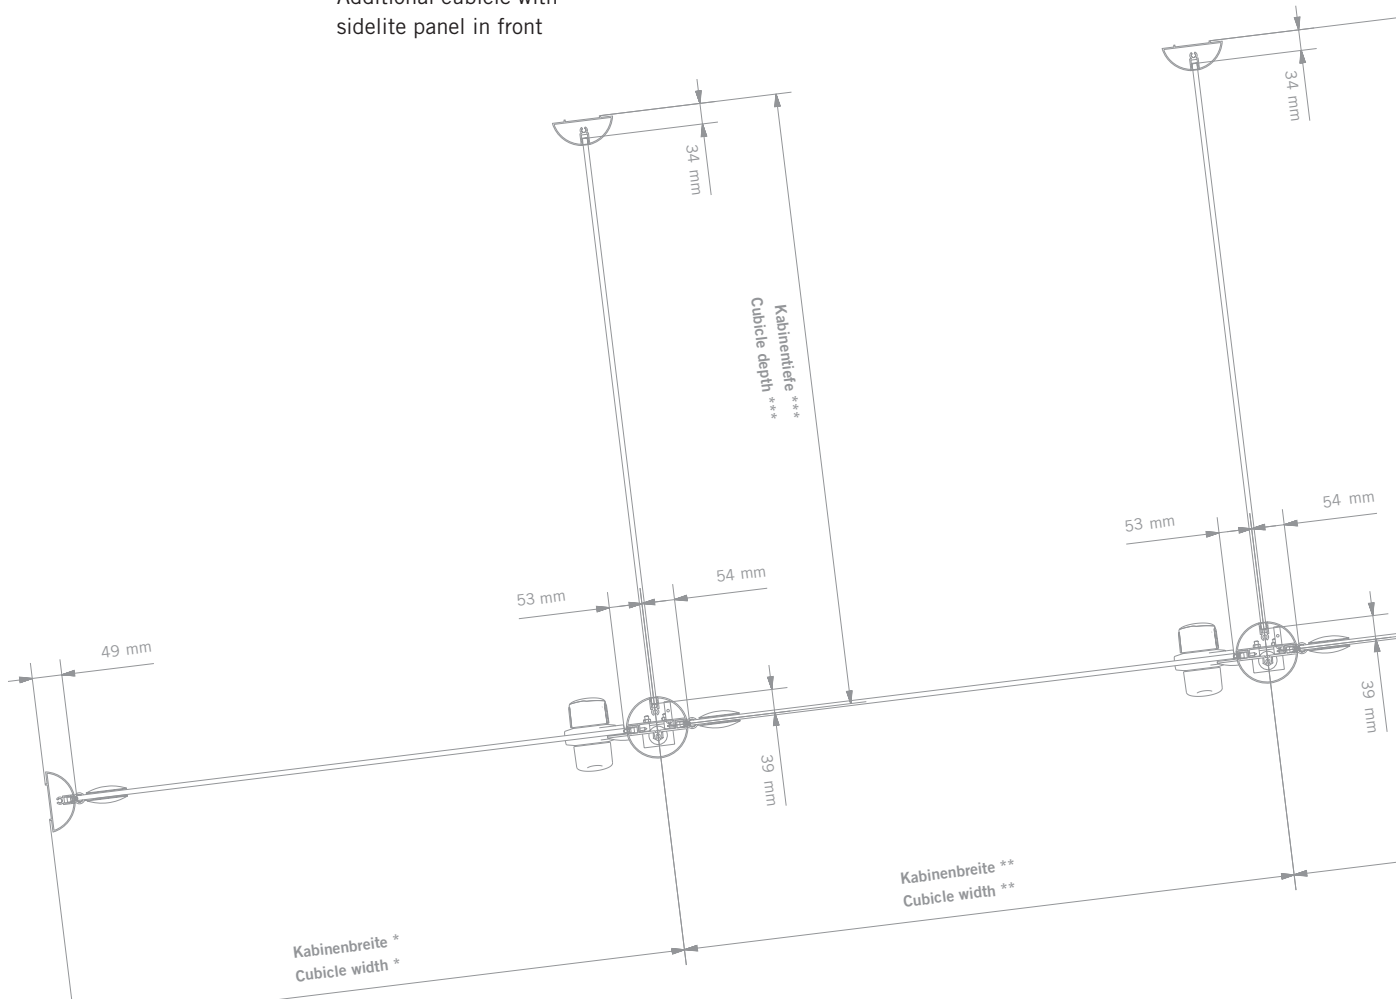 Additional cubicle with
sidelite panel in front
34 mm
34 mm
Kabinentiefe ***
Cubicle depth ***
53 mm
54 mm
53 mm
54 mm
49 mm
39 mm
39 mm
Kabinenbreite **
Cubicle width **
Kabinenbreite *
Cubicle width *